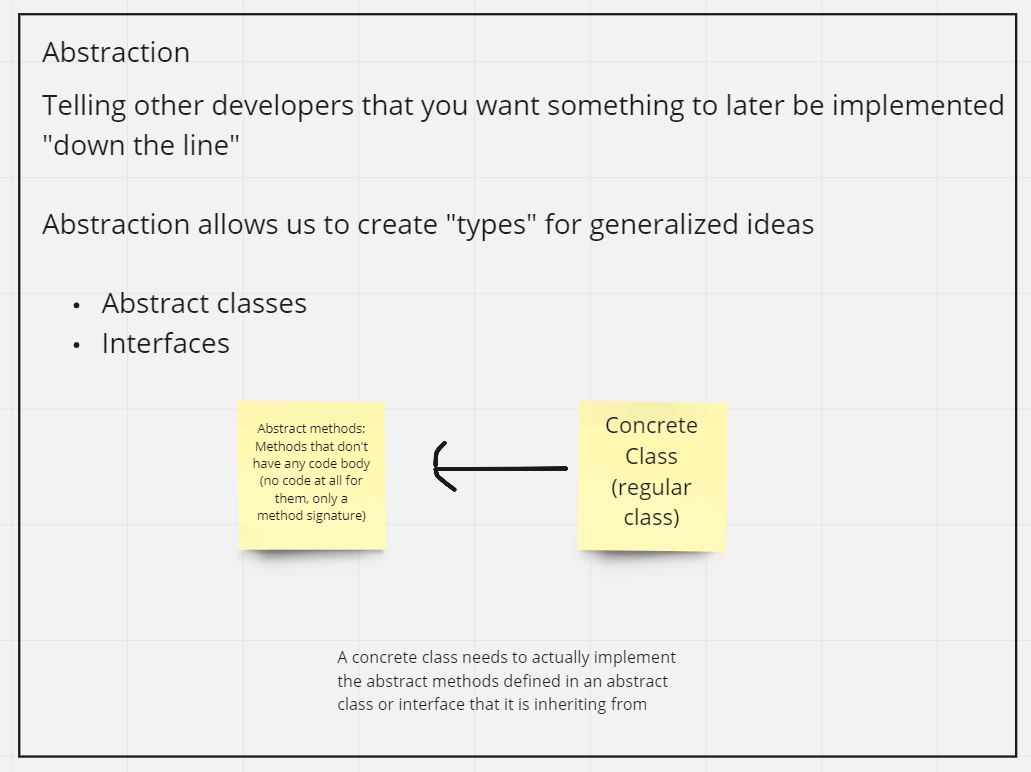 Abstraction
Telling other developers that you want something to later be implemented
"down the line"
Abstraction allows us to create "types" for generalized ideas
• Abstract classes
• Interfaces
Abstract methods:
Methods that don't
have any code body
(no code at all for
them, only a
method signature)
Concrete
Class
(regular
class)
A concrete class needs to actually implement
the abstract methods defined in an abstract
class or interface that it is inheriting from